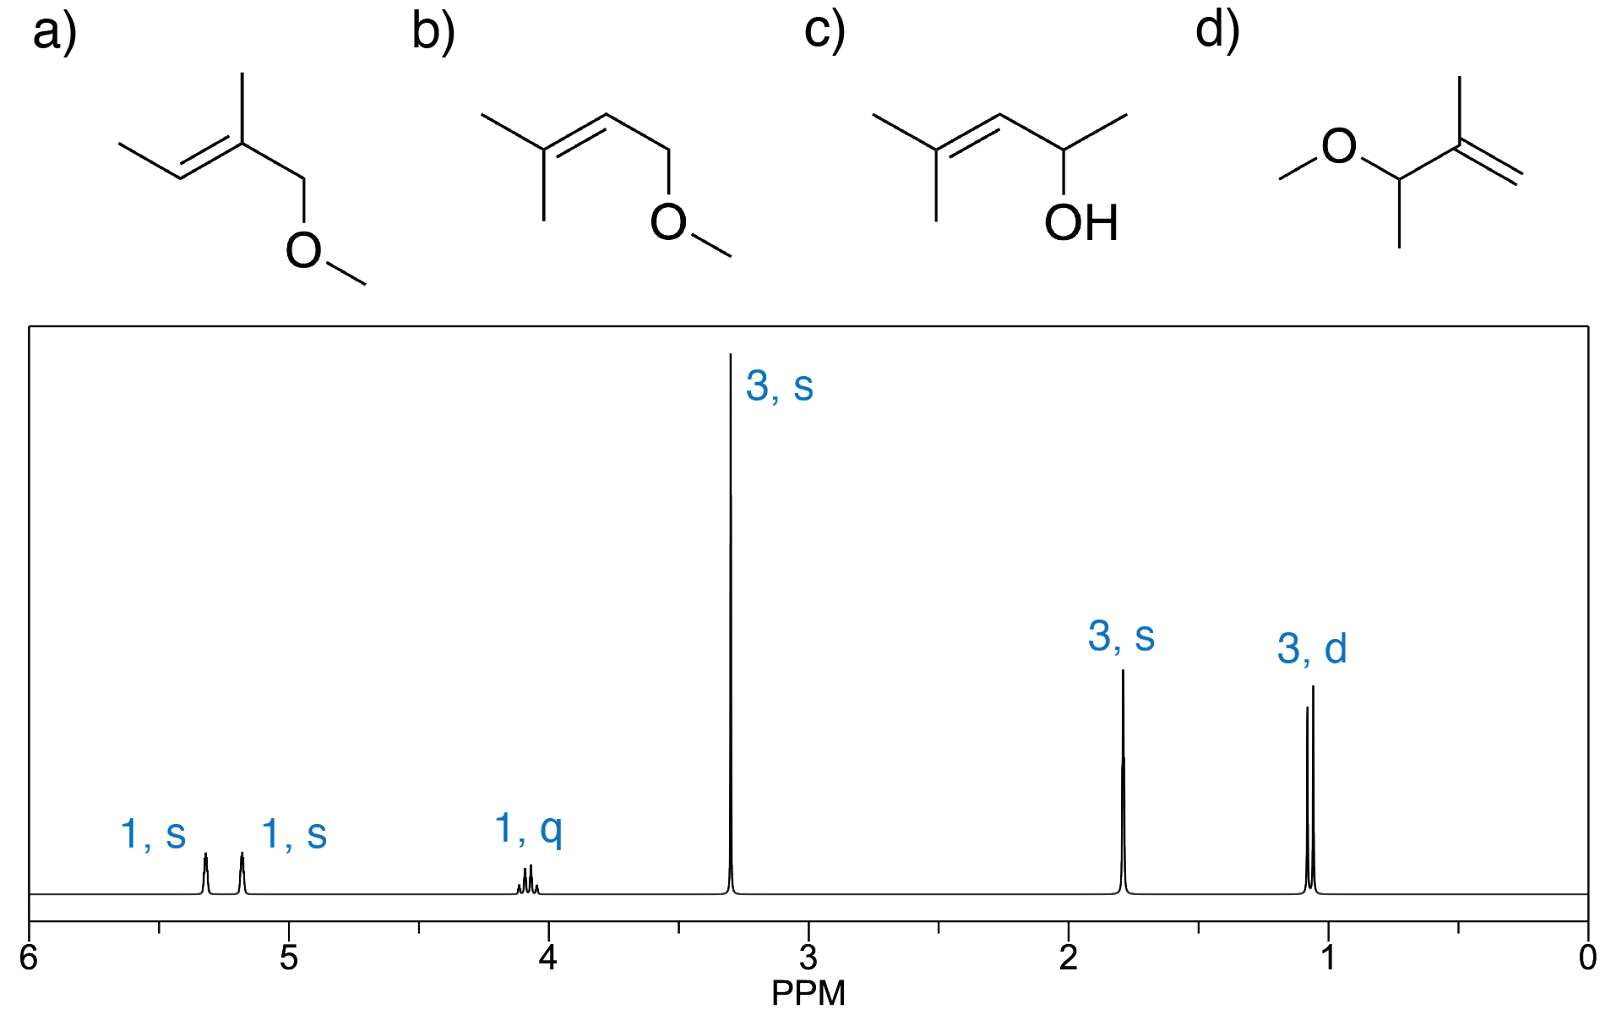 a) b) c) d)
O O OH O
3, s
3, s
3, d
1, s 1, s 1, q
6 5 4 3 2 1 0
PPM